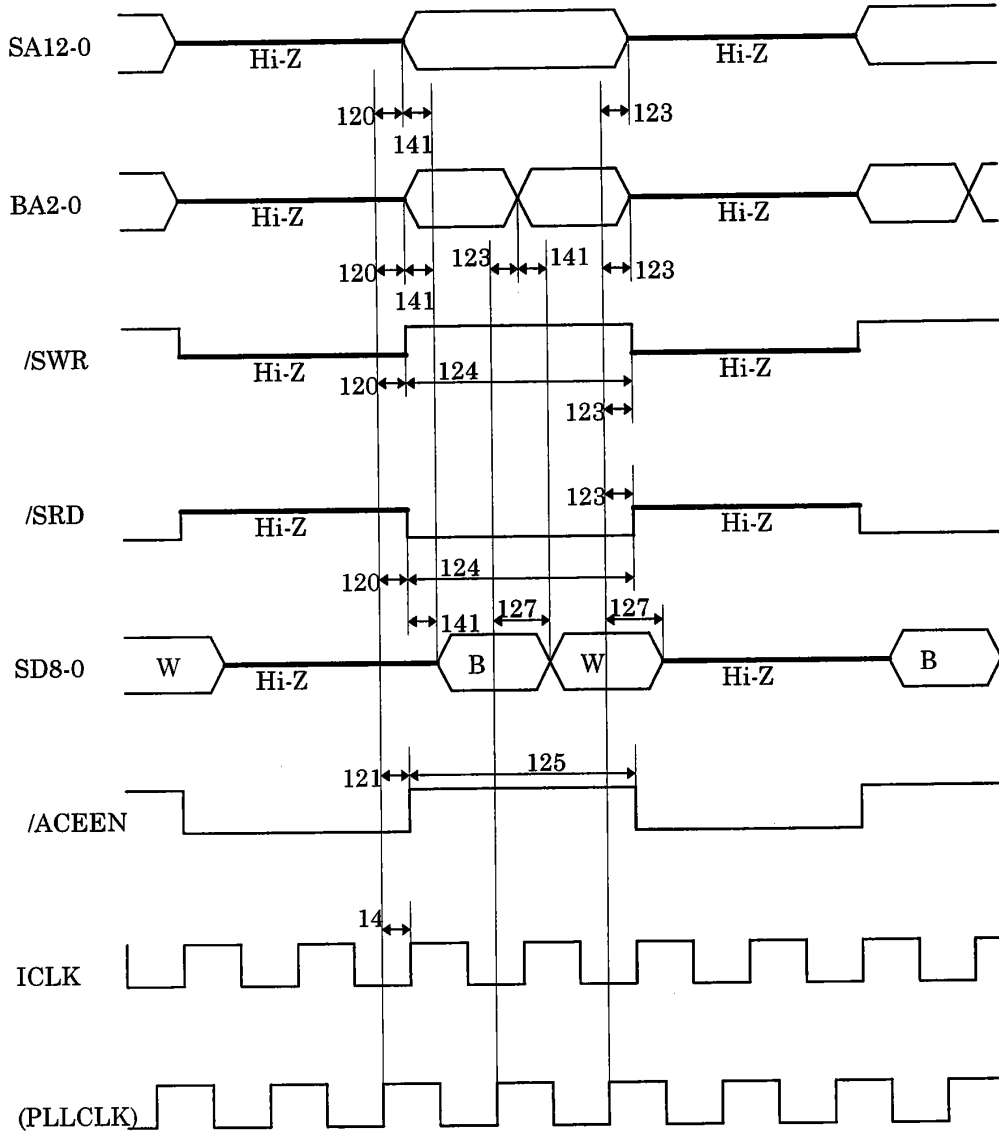 SA12-0
Hi-Z
Hi-Z
120
141
123
BA2-0
Hi-Z
Hi-Z
120
141
123
141
123
/SWR
Hi-Z
Hi-Z
120
124
123
/SRD
123
Hi-Z
Hi-Z
120
124
141
127
127
SD8-0
W
Hi-Z
B
W
Hi-Z
B
121
125
/ACEEN
14
ICLK
(PLLCLK)